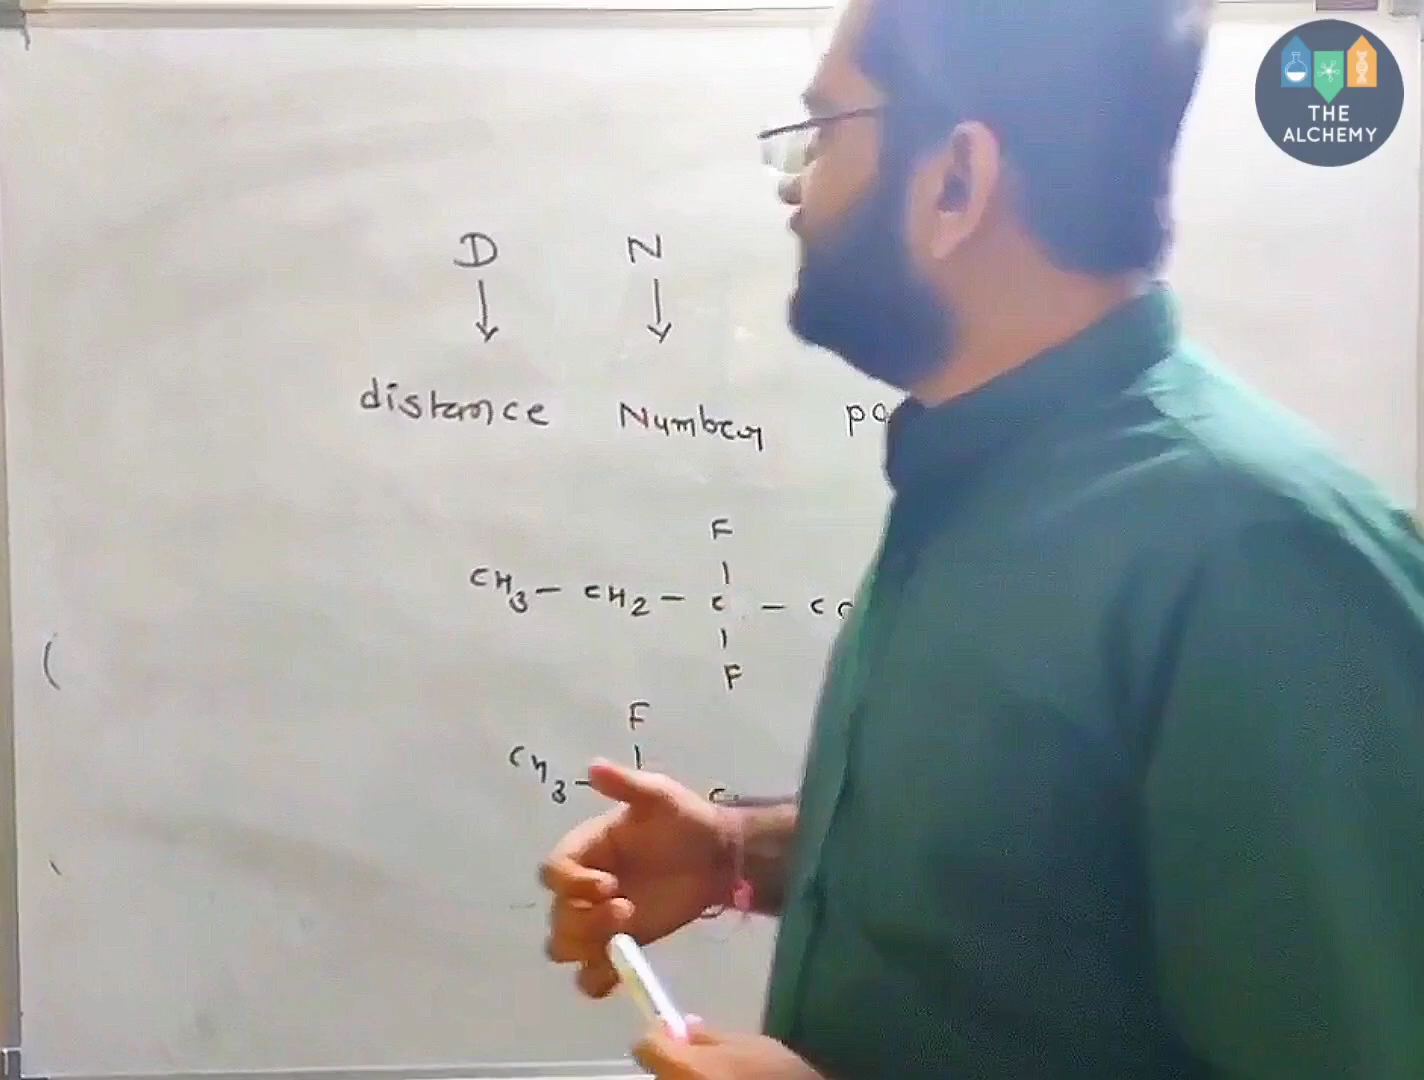 THE
ALCHEMY
D N
distance Number
F
CH3 - CH2 - C -
F
F
CH3 -